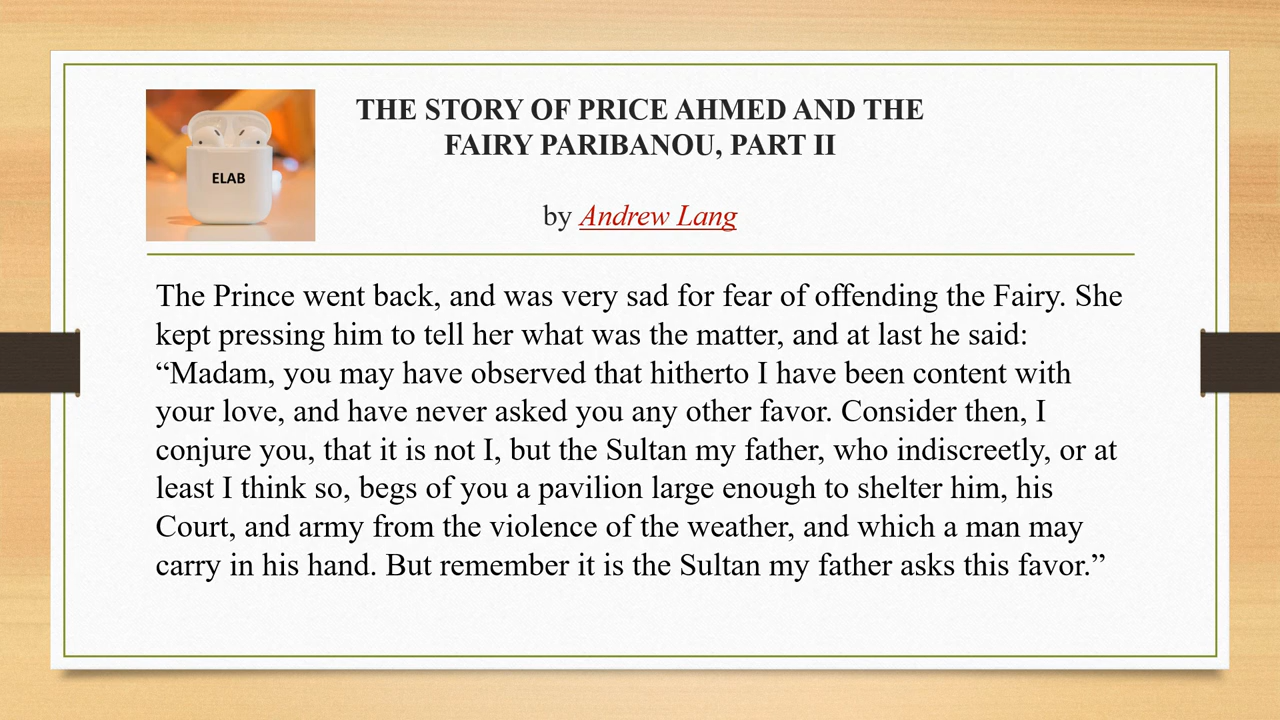 ELAB
THE STORY OF PRICE AHMED AND THE
FAIRY PARIBANOU, PART II
by Andrew Lang
The Prince went back, and was very sad for fear of offending the Fairy. She
kept pressing him to tell her what was the matter, and at last he said:
“Madam, you may have observed that hitherto I have been content with
your love, and have never asked you any other favor. Consider then, I
conjure you, that it is not I, but the Sultan my father, who indiscreetly, or at
least I think so, begs of you a pavilion large enough to shelter him, his
Court, and army from the violence of the weather, and which a man may
carry in his hand. But remember it is the Sultan my father asks this favor.”